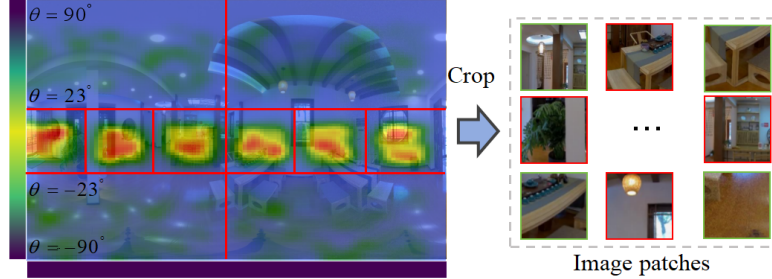 θ = 90°
θ = 23°
θ = −23°
θ = −90°
Crop
...
Image patches